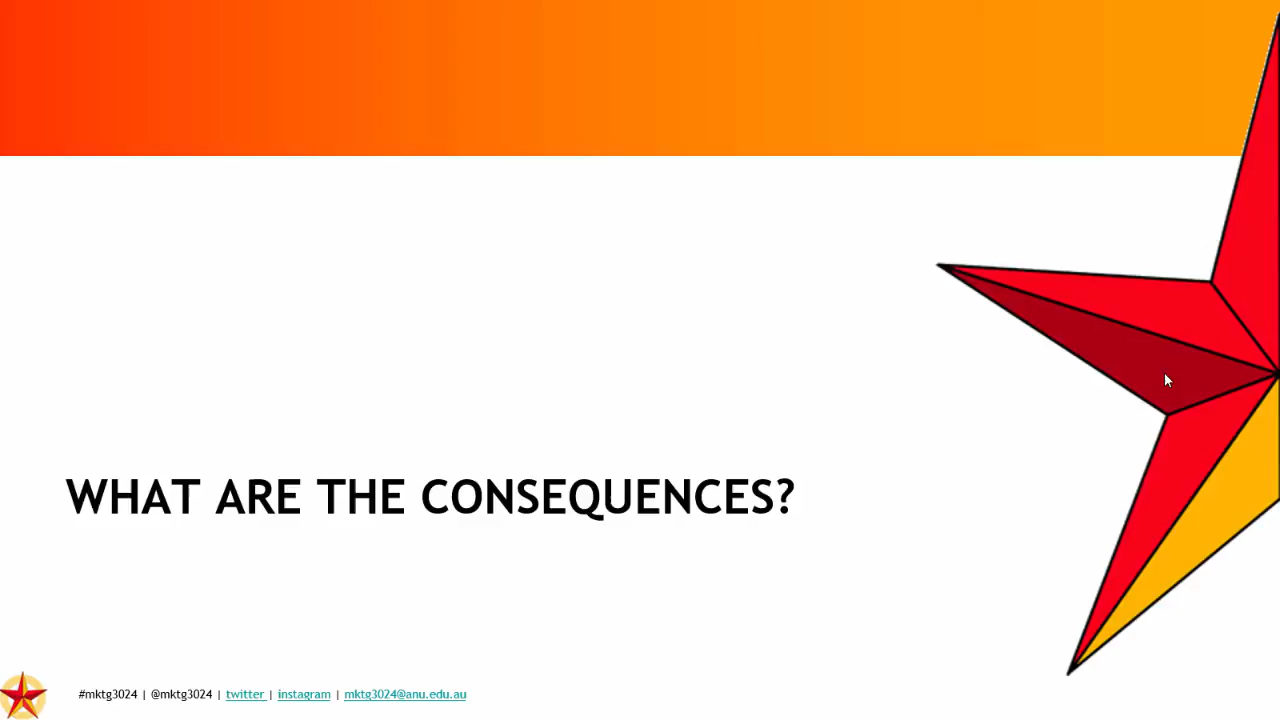 WHAT ARE THE CONSEQUENCES?
#mktg3024 | @mktg3024 | twitter | instagram | mktg3024@anu.edu.au